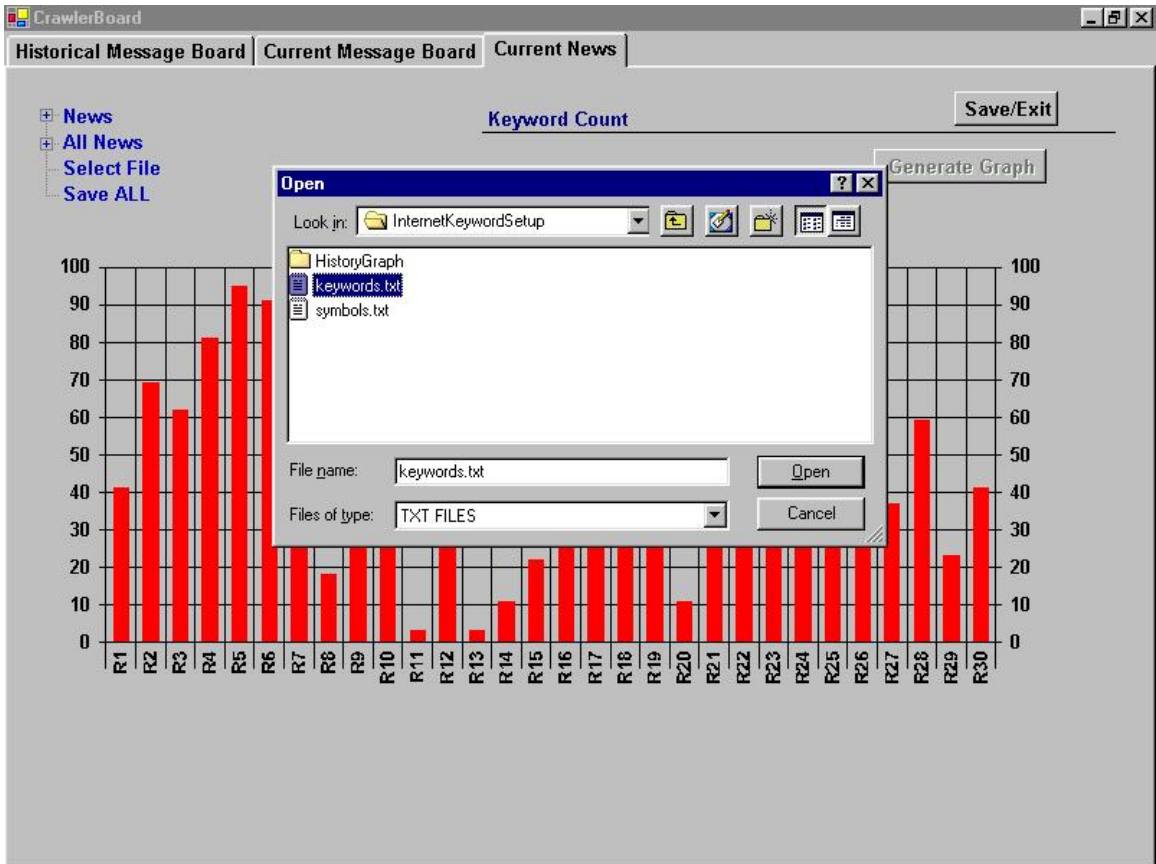 CrawlerBoard
Historical Message Board Current Message Board Current News
News
All News
Select File
Save ALL
Keyword Count
Save/Exit
Generate Graph
Open
Look in: InternetKeywordSetup
HistoryGraph
keywords.txt
symbols.txt
File name: keywords.txt
Open
Files of type: TXT FILES
Cancel
100 100
90 90
80 80
70 70
60 60
50 50
40 40
30 30
20 20
10 10
0 0
R1 R2 R3 R4 R5 R6 R7 R8 R9 R10 R11 R12 R13 R14 R15 R16 R17 R18 R19 R20 R21 R22 R23 R24 R25 R26 R27 R28 R29 R30